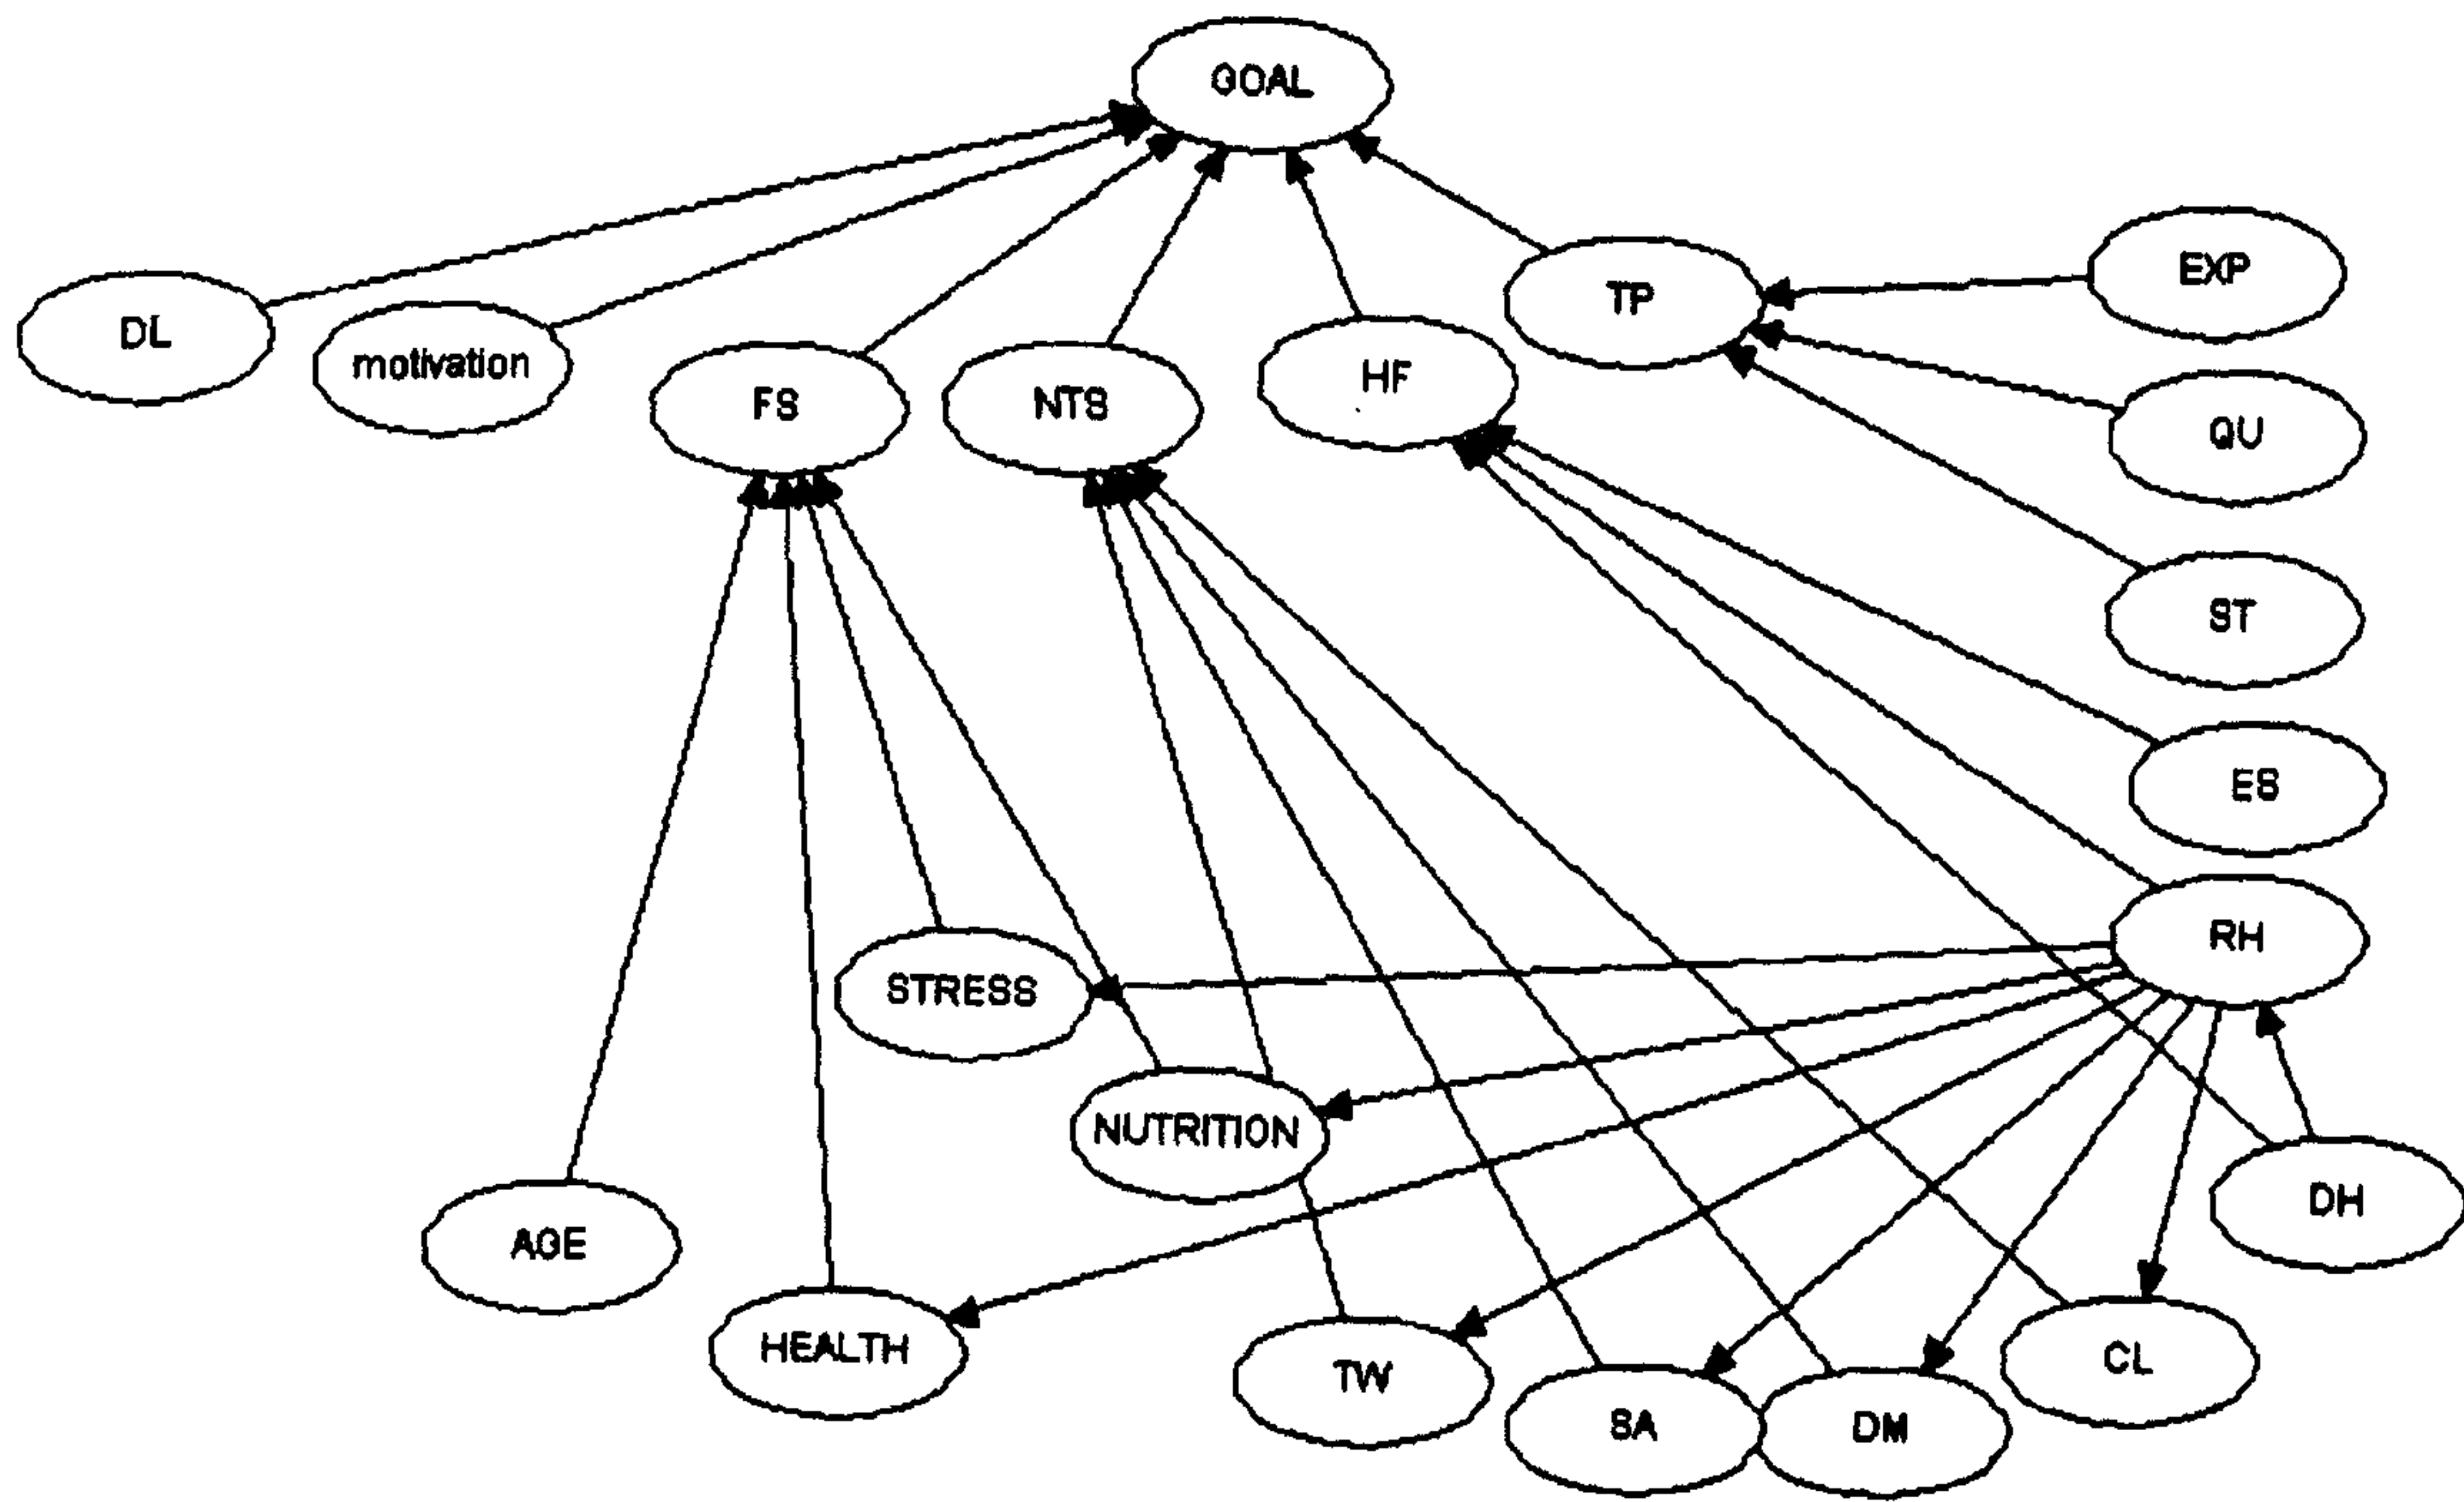 GOAL
EXP
TP
DL
motivation
HF
FS
NTS
QU
ST
ES
RH
STRESS
NUTRITION
DH
AGE
HEALTH
CL
TW
SA
DM